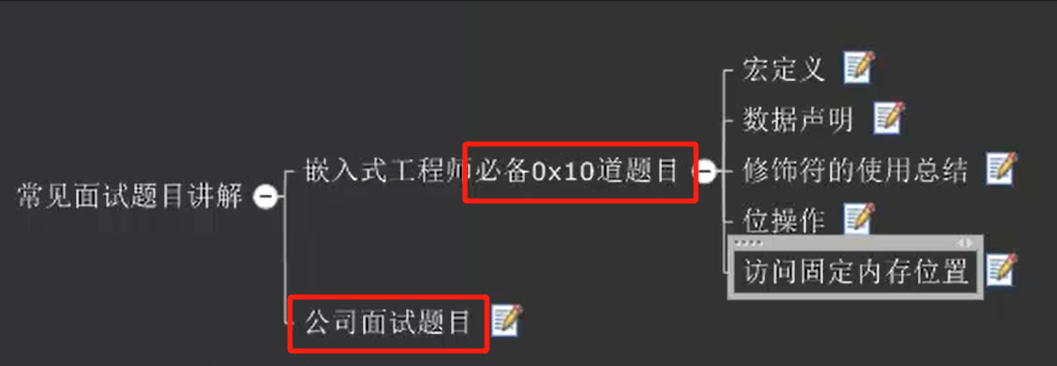 常见面试题目讲解
嵌入式工程师必备0x10道题目
宏定义
数据声明
修饰符的使用总结
位操作
访问固定内存位置
公司面试题目